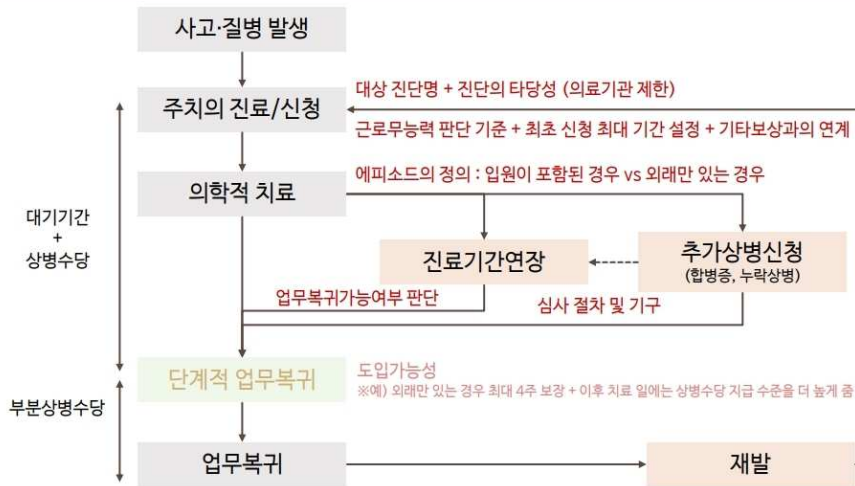 사고·질병 발생
대상 진단명 + 진단의 타당성 (의료기관 제한)
주치의 진료/신청
근로무능력 판단 기준 + 최초 신청 최대 기간 설정 + 기타보상과의 연계
에피소드의 정의 : 입원이 포함된 경우 vs 외래만 있는 경우
의학적 치료
대기기간
+
상병수당
진료기간연장
추가상병신청
(합병증, 누락상병)
업무복귀가능여부 판단
심사 절차 및 기구
단계적 업무복귀
도입가능성
※예) 외래만 있는 경우 최대 4주 보장 + 이후 치료 일에는 상병수당 지급 수준을 더 높게 줌
부분상병수당
업무복귀
재발